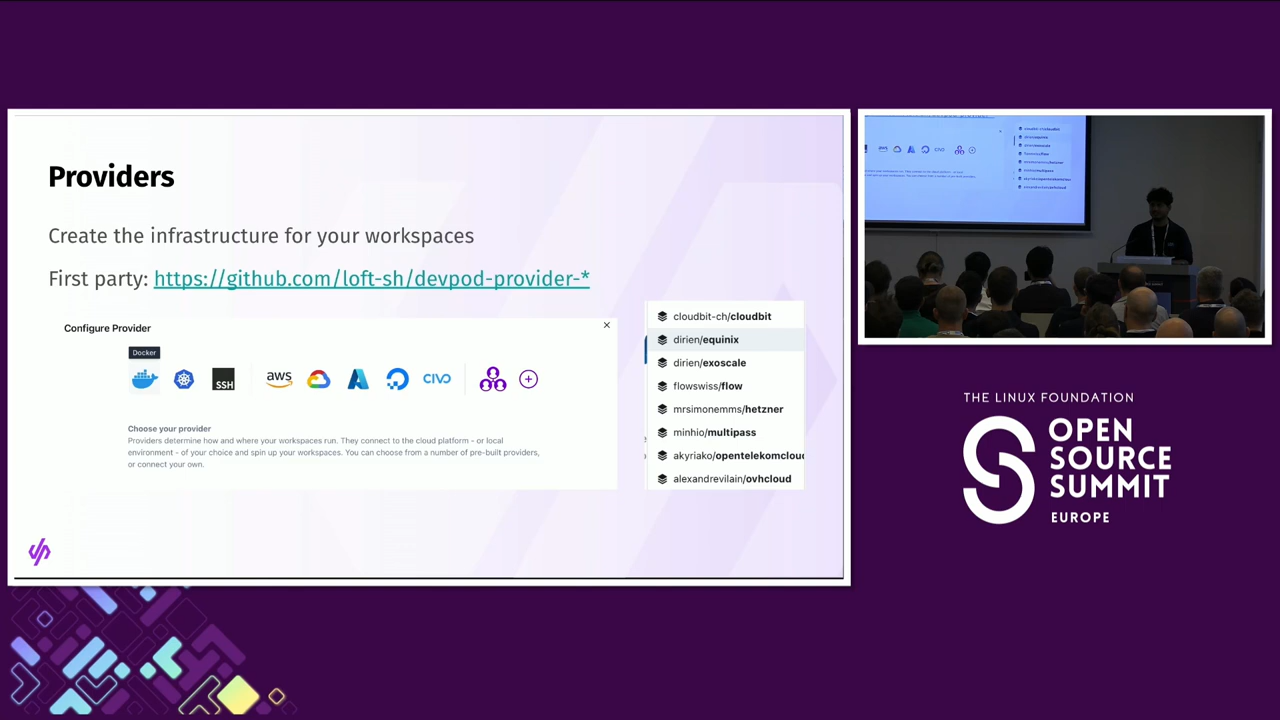 Providers
Create the infrastructure for your workspaces
First party: https://github.com/loft-sh/devpod-provider-*
Configure Provider
Docker
SSH
aws
CIVO
Choose your provider
Providers determine how and where your workspaces run. They connect to the cloud platform - or local
environment - of your choice and spin up your workspaces. You can choose from a number of pre-built providers,
or connect your own.
cloudbit-ch/cloudbit
dirien/equinix
dirien/exoscale
flowswiss/flow
mrsimonemms/hetzner
minhio/multipass
akyriako/opentelekomcloud
alexandrevilain/ovhcloud
THE LINUX FOUNDATION
OPEN
SOURCE
SUMMIT
EUROPE